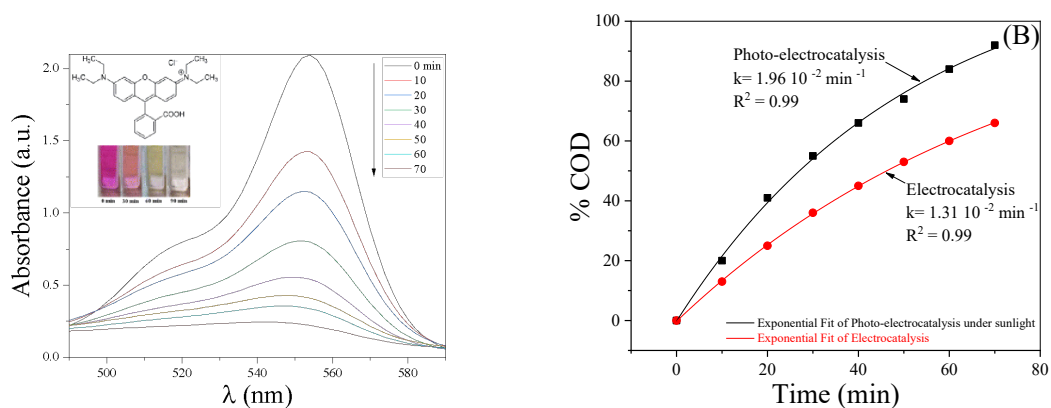 Absorbance (a.u.)
2.0
1.5
1.0
0.5
0.0
500
520
540
560
580
λ (nm)
H₃C
N
O
Cl⁻
N
CH₃
H₃C
CH₃
COOH
0 min
30 min
60 min
90 min
0 min
10
20
30
40
50
60
70
(B)
% COD
100
80
60
40
20
0
0
20
40
60
80
Time (min)
Photo-electrocatalysis
k= 1.96 10 -2 min -1
R2 = 0.99
Electrocatalysis
k= 1.31 10 -2 min -1
R2 = 0.99
Exponential Fit of Photo-electrocatalysis under sunlight
Exponential Fit of Electrocatalysis